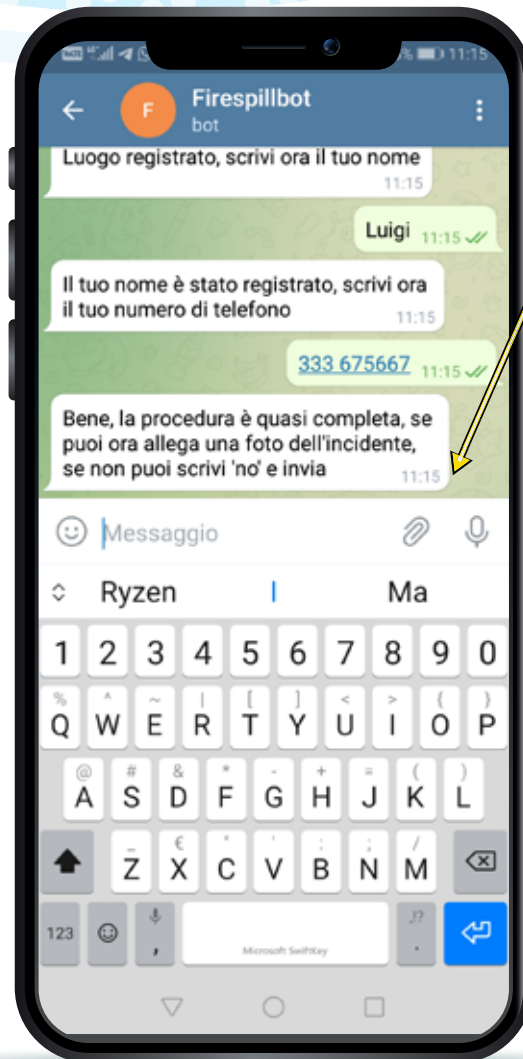 11:15
F
Firespillbot
bot
Luogo registrato, scrivi ora il tuo nome
11:15
Luigi 11:15
Il tuo nome è stato registrato, scrivi ora
il tuo numero di telefono
11:15
333 675667 11:15
Bene, la procedura è quasi completa, se
puoi ora allega una foto dell'incidente,
se non puoi scrivi 'no' e invia
11:15
Messaggio
Ryzen I Ma
1 2 3 4 5 6 7 8 9 0
% ^ ~ | [ ] < > { }
Q W E R T Y U I O P
@ # & * - + = ( )
A S D F G H J K L
_ € " ' : ; /
Z X C V B N M
123 , Microsoft SwiftKey ,!? .